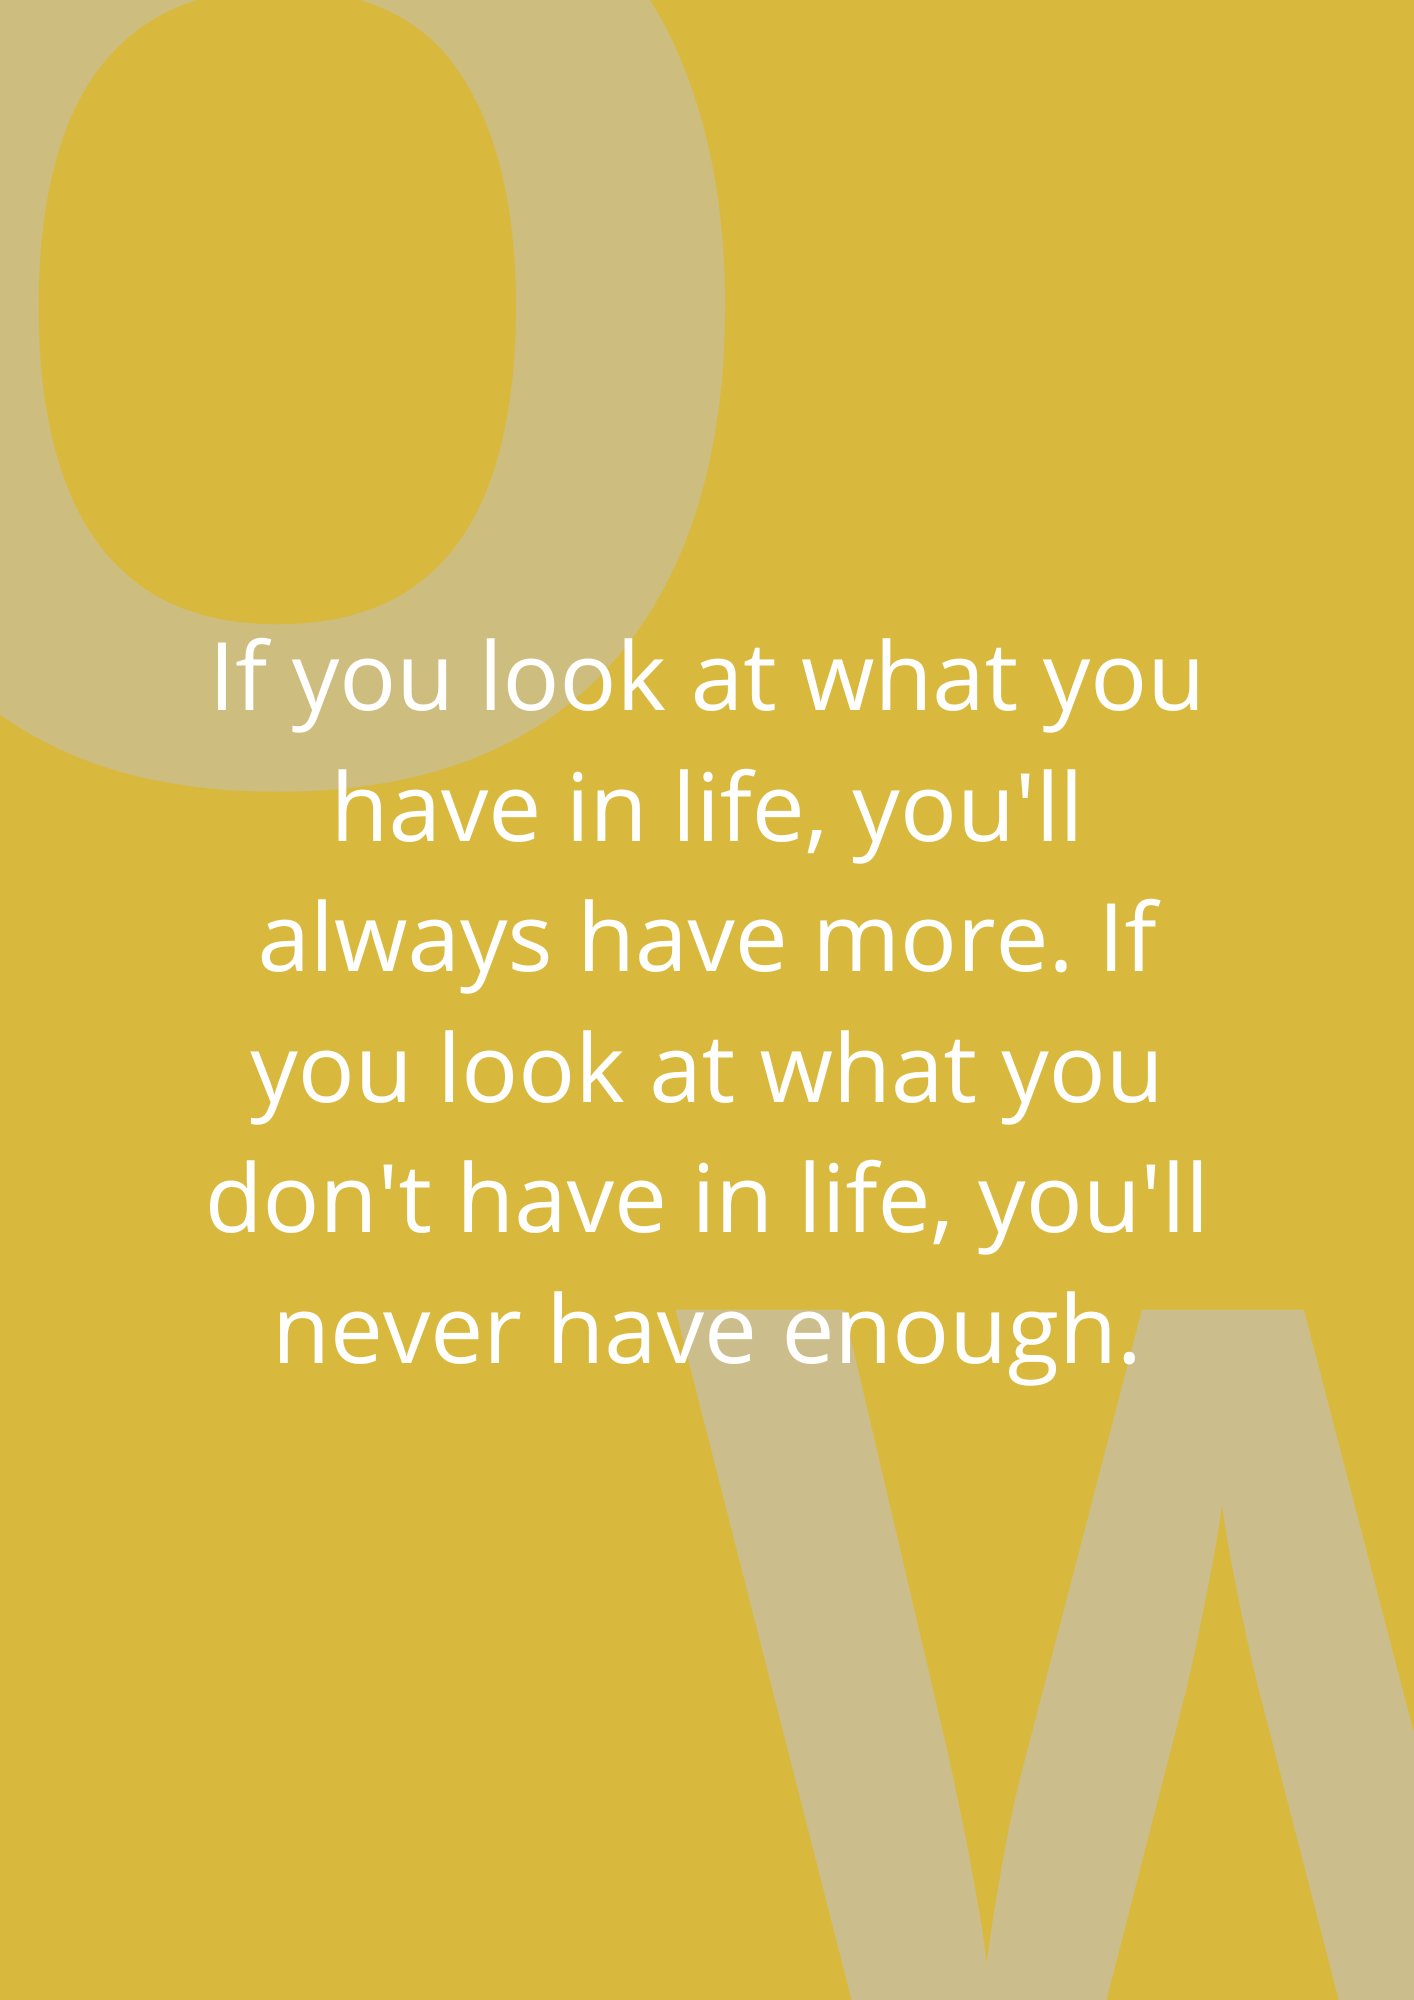 O
If you look at what you
have in life, you'll
always have more. If
you look at what you
don't have in life, you'll
never have enough.
W